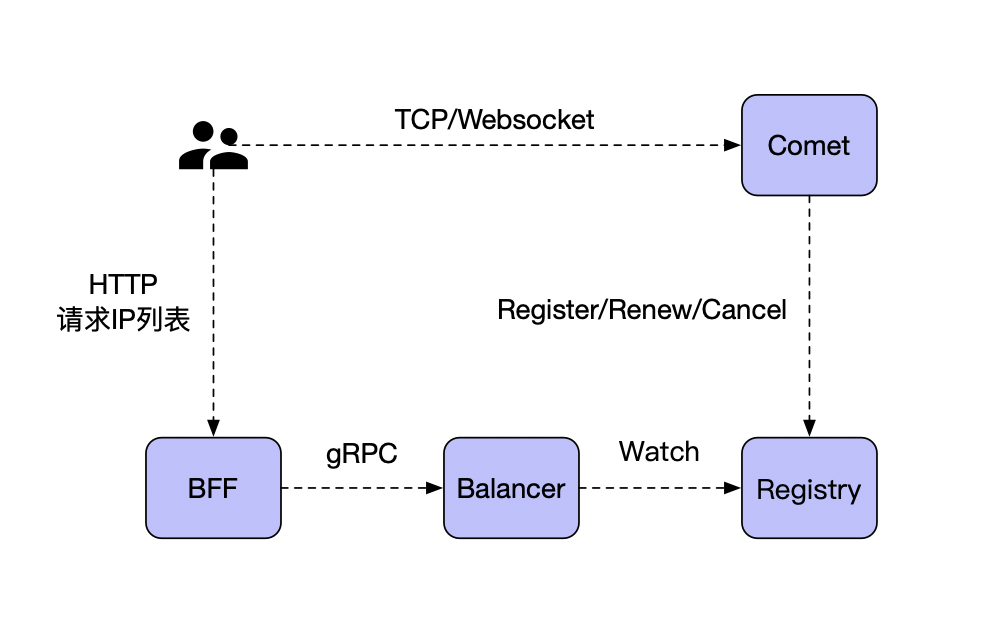 TCP/Websocket
Comet
HTTP
请求IP列表
Register/Renew/Cancel
BFF
gRPC
Balancer
Watch
Registry